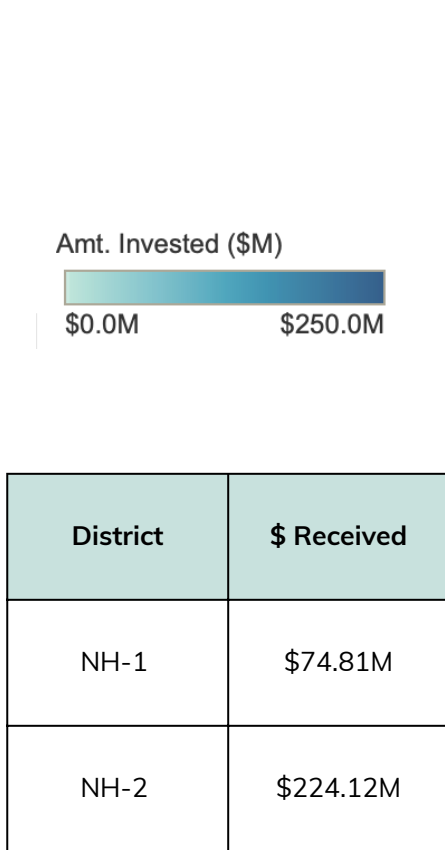 Amt. Invested ($M)
$0.0M $250.0M
District $ Received
NH-1 $74.81M
NH-2 $224.12M